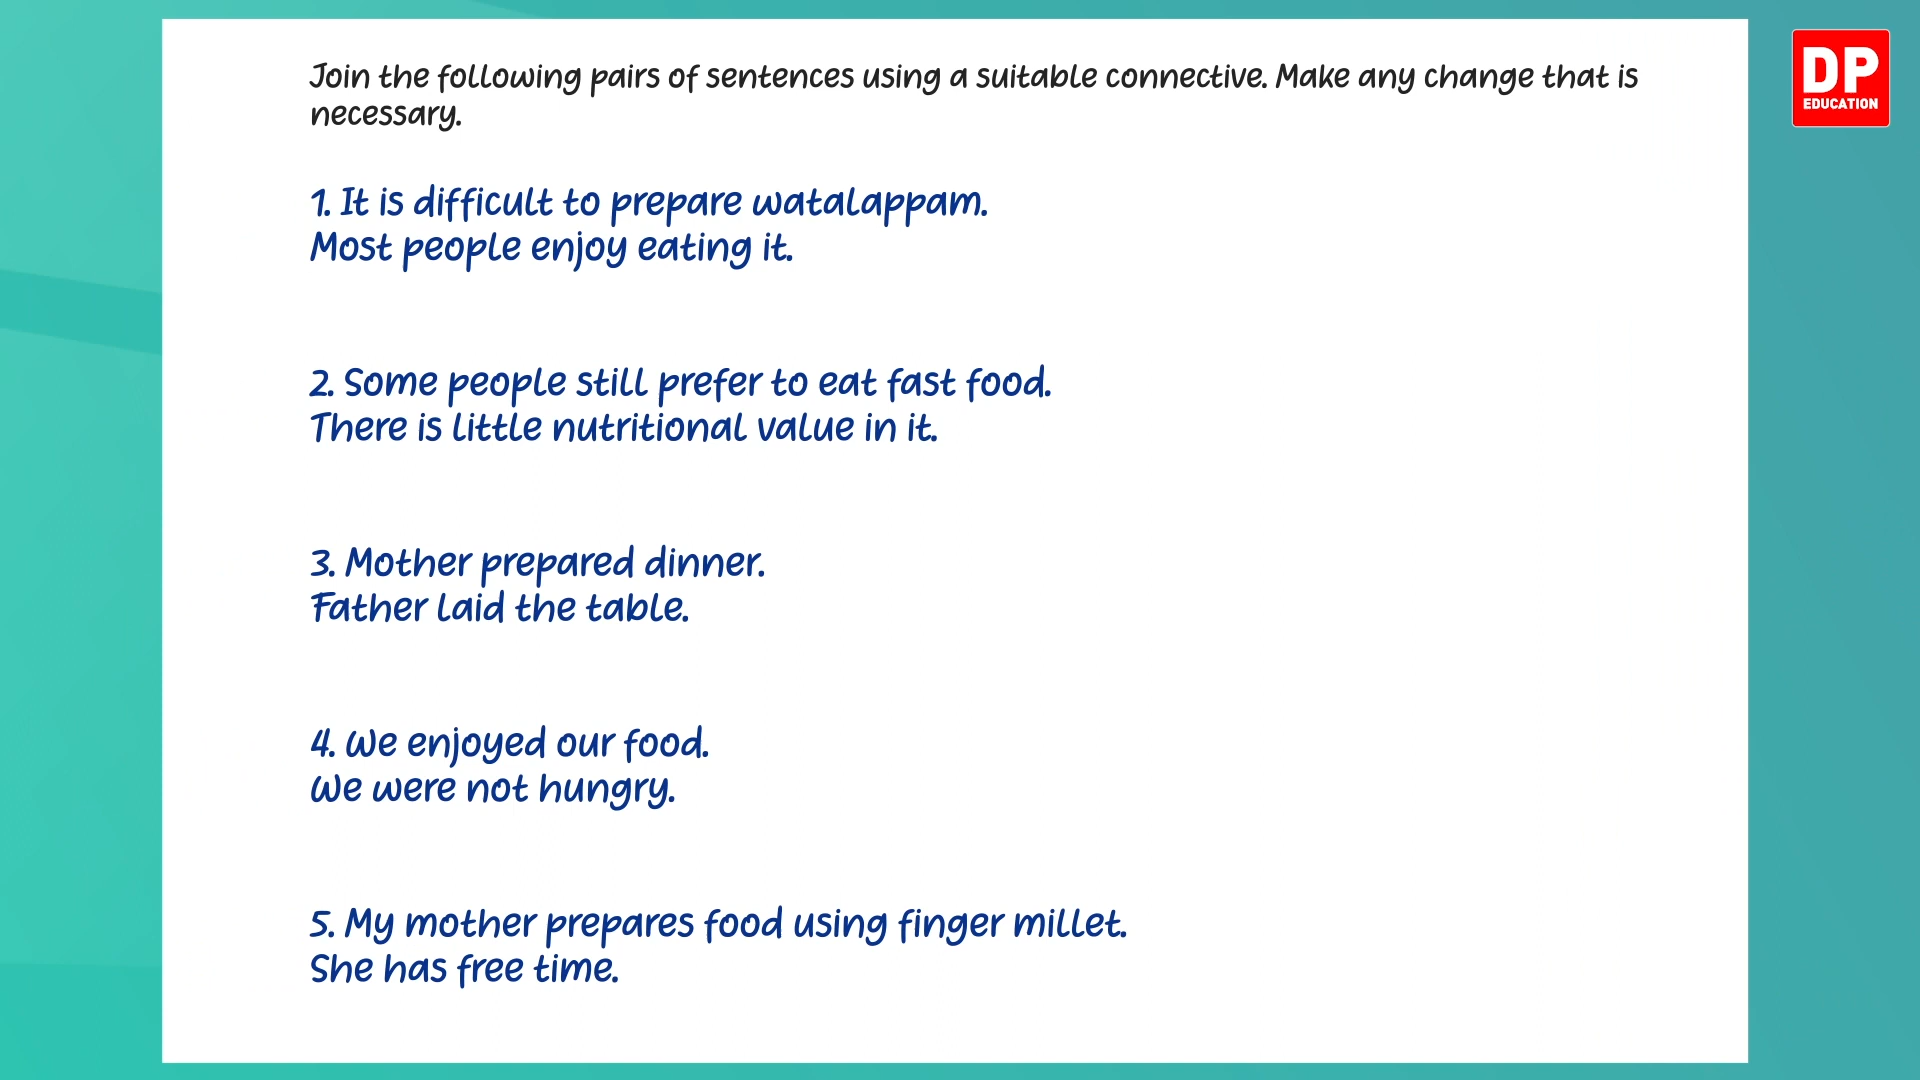 Join the following pairs of sentences using a suitable connective. Make any change that is
necessary.
1. It is difficult to prepare watalappam.
Most people enjoy eating it.
2. Some people still prefer to eat fast food.
There is little nutritional value in it.
3. Mother prepared dinner.
Father laid the table.
4. We enjoyed our food.
We were not hungry.
5. My mother prepares food using finger millet.
She has free time.
DP
EDUCATION